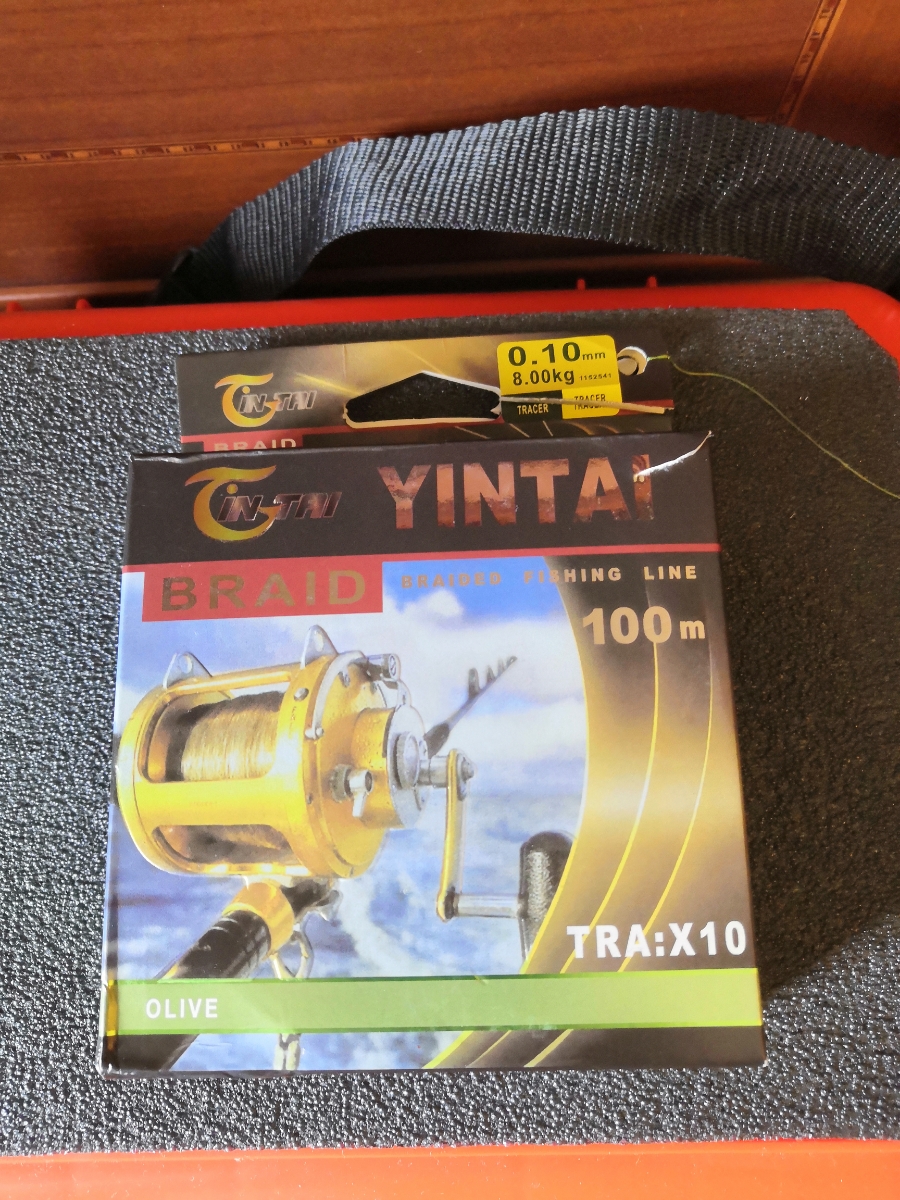 0.10mm
8.00kg 1152541
YIN-TAI
TRACER TRACER
BRAID
YIN-TAI YINTAI
BRAID
BRAIDED FISHING LINE
100m
TRA:X10
OLIVE